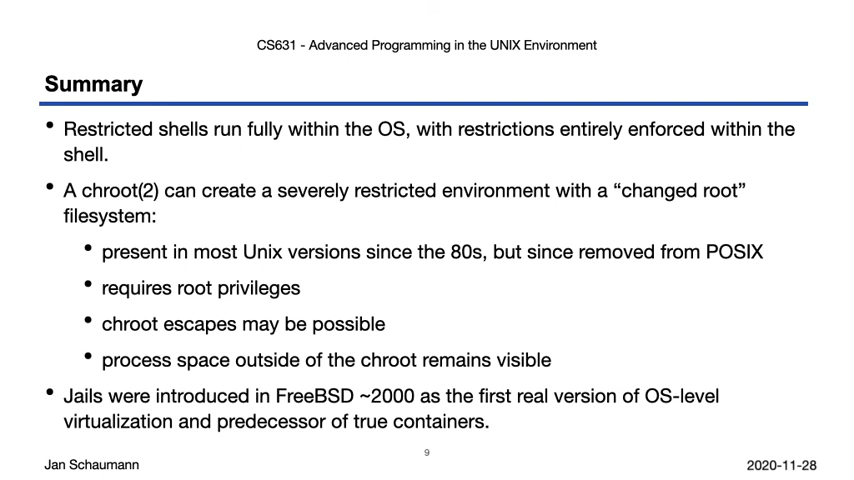 CS631 - Advanced Programming in the UNIX Environment
Summary
• Restricted shells run fully within the OS, with restrictions entirely enforced within the
shell.
• A chroot(2) can create a severely restricted environment with a “changed root”
filesystem:
• present in most Unix versions since the 80s, but since removed from POSIX
• requires root privileges
• chroot escapes may be possible
• process space outside of the chroot remains visible
• Jails were introduced in FreeBSD ~2000 as the first real version of OS-level
virtualization and predecessor of true containers.
9
Jan Schaumann
2020-11-28